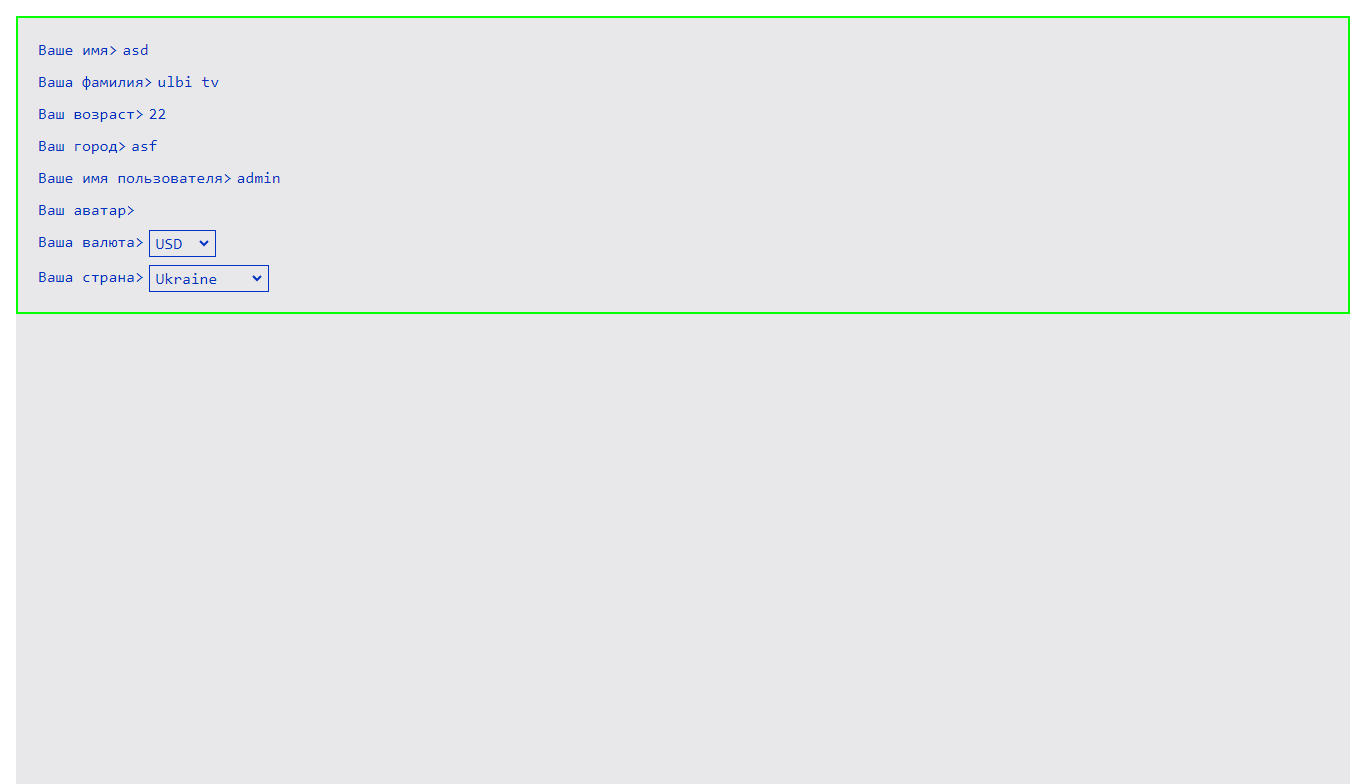 Ваше имя> asd
Ваша фамилия> ulbi tv
Ваш возраст> 22
Ваш город> asf
Ваше имя пользователя> admin
Ваш аватар>
Ваша валюта> USD
Ваша страна> Ukraine